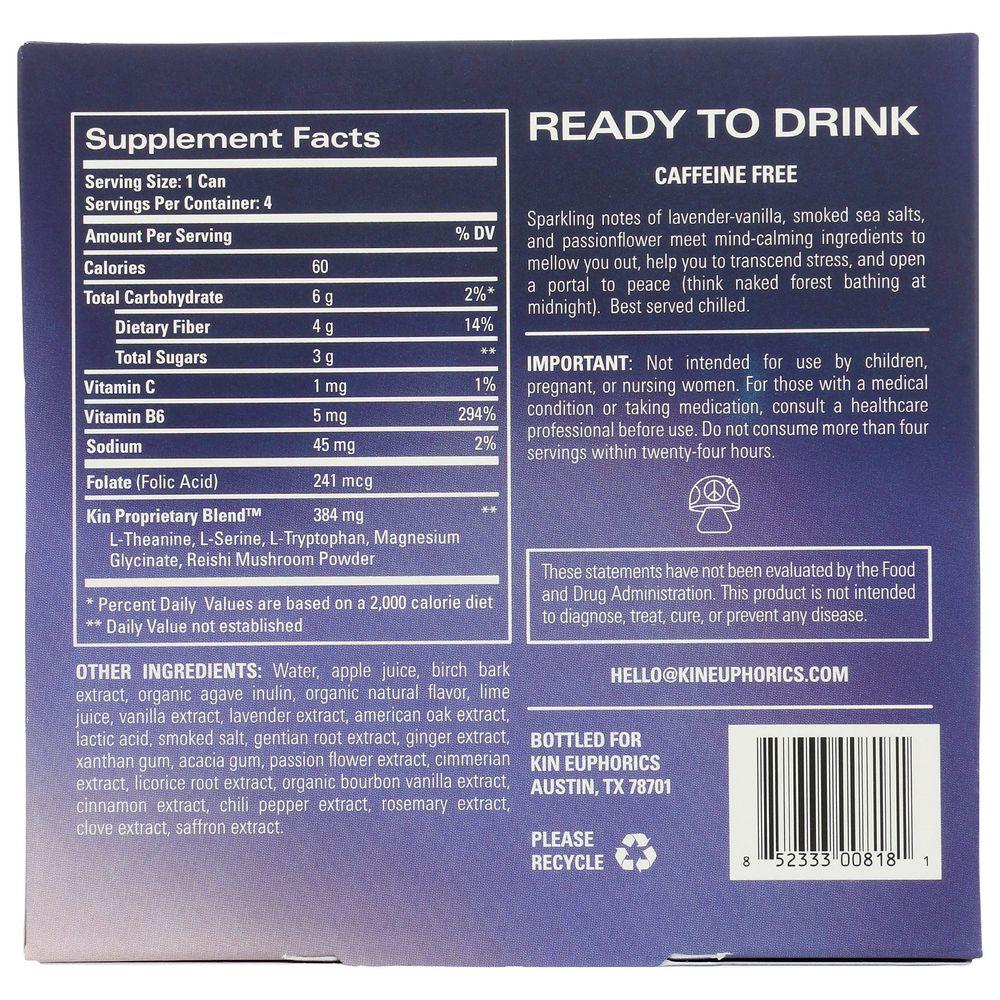 Supplement Facts
Serving Size: 1 Can
Servings Per Container: 4
Amount Per Serving % DV
Calories 60
Total Carbohydrate 6 g 2%*
Dietary Fiber 4 g 14%
Total Sugars 3 g **
Vitamin C 1 mg 1%
Vitamin B6 5 mg 294%
Sodium 45 mg 2%
Folate (Folic Acid) 241 mcg
Kin Proprietary Blend™ 384 mg **
L-Theanine, L-Serine, L-Tryptophan, Magnesium
Glycinate, Reishi Mushroom Powder
* Percent Daily Values are based on a 2,000 calorie diet
** Daily Value not established
OTHER INGREDIENTS: Water, apple juice, birch bark
extract, organic agave inulin, organic natural flavor, lime
juice, vanilla extract, lavender extract, american oak extract,
lactic acid, smoked salt, gentian root extract, ginger extract,
xanthan gum, acacia gum, passion flower extract, cimmerian
extract, licorice root extract, organic bourbon vanilla extract,
cinnamon extract, chili pepper extract, rosemary extract,
clove extract, saffron extract.
READY TO DRINK
CAFFEINE FREE
Sparkling notes of lavender-vanilla, smoked sea salts,
and passionflower meet mind-calming ingredients to
mellow you out, help you to transcend stress, and open
a portal to peace (think naked forest bathing at
midnight). Best served chilled.
IMPORTANT: Not intended for use by children,
pregnant, or nursing women. For those with a medical
condition or taking medication, consult a healthcare
professional before use. Do not consume more than four
servings within twenty-four hours.
These statements have not been evaluated by the Food
and Drug Administration. This product is not intended
to diagnose, treat, cure, or prevent any disease.
HELLO@KINEUPHORICS.COM
BOTTLED FOR
KIN EUPHORICS
AUSTIN, TX 78701
PLEASE
RECYCLE
8 52333 00818 1